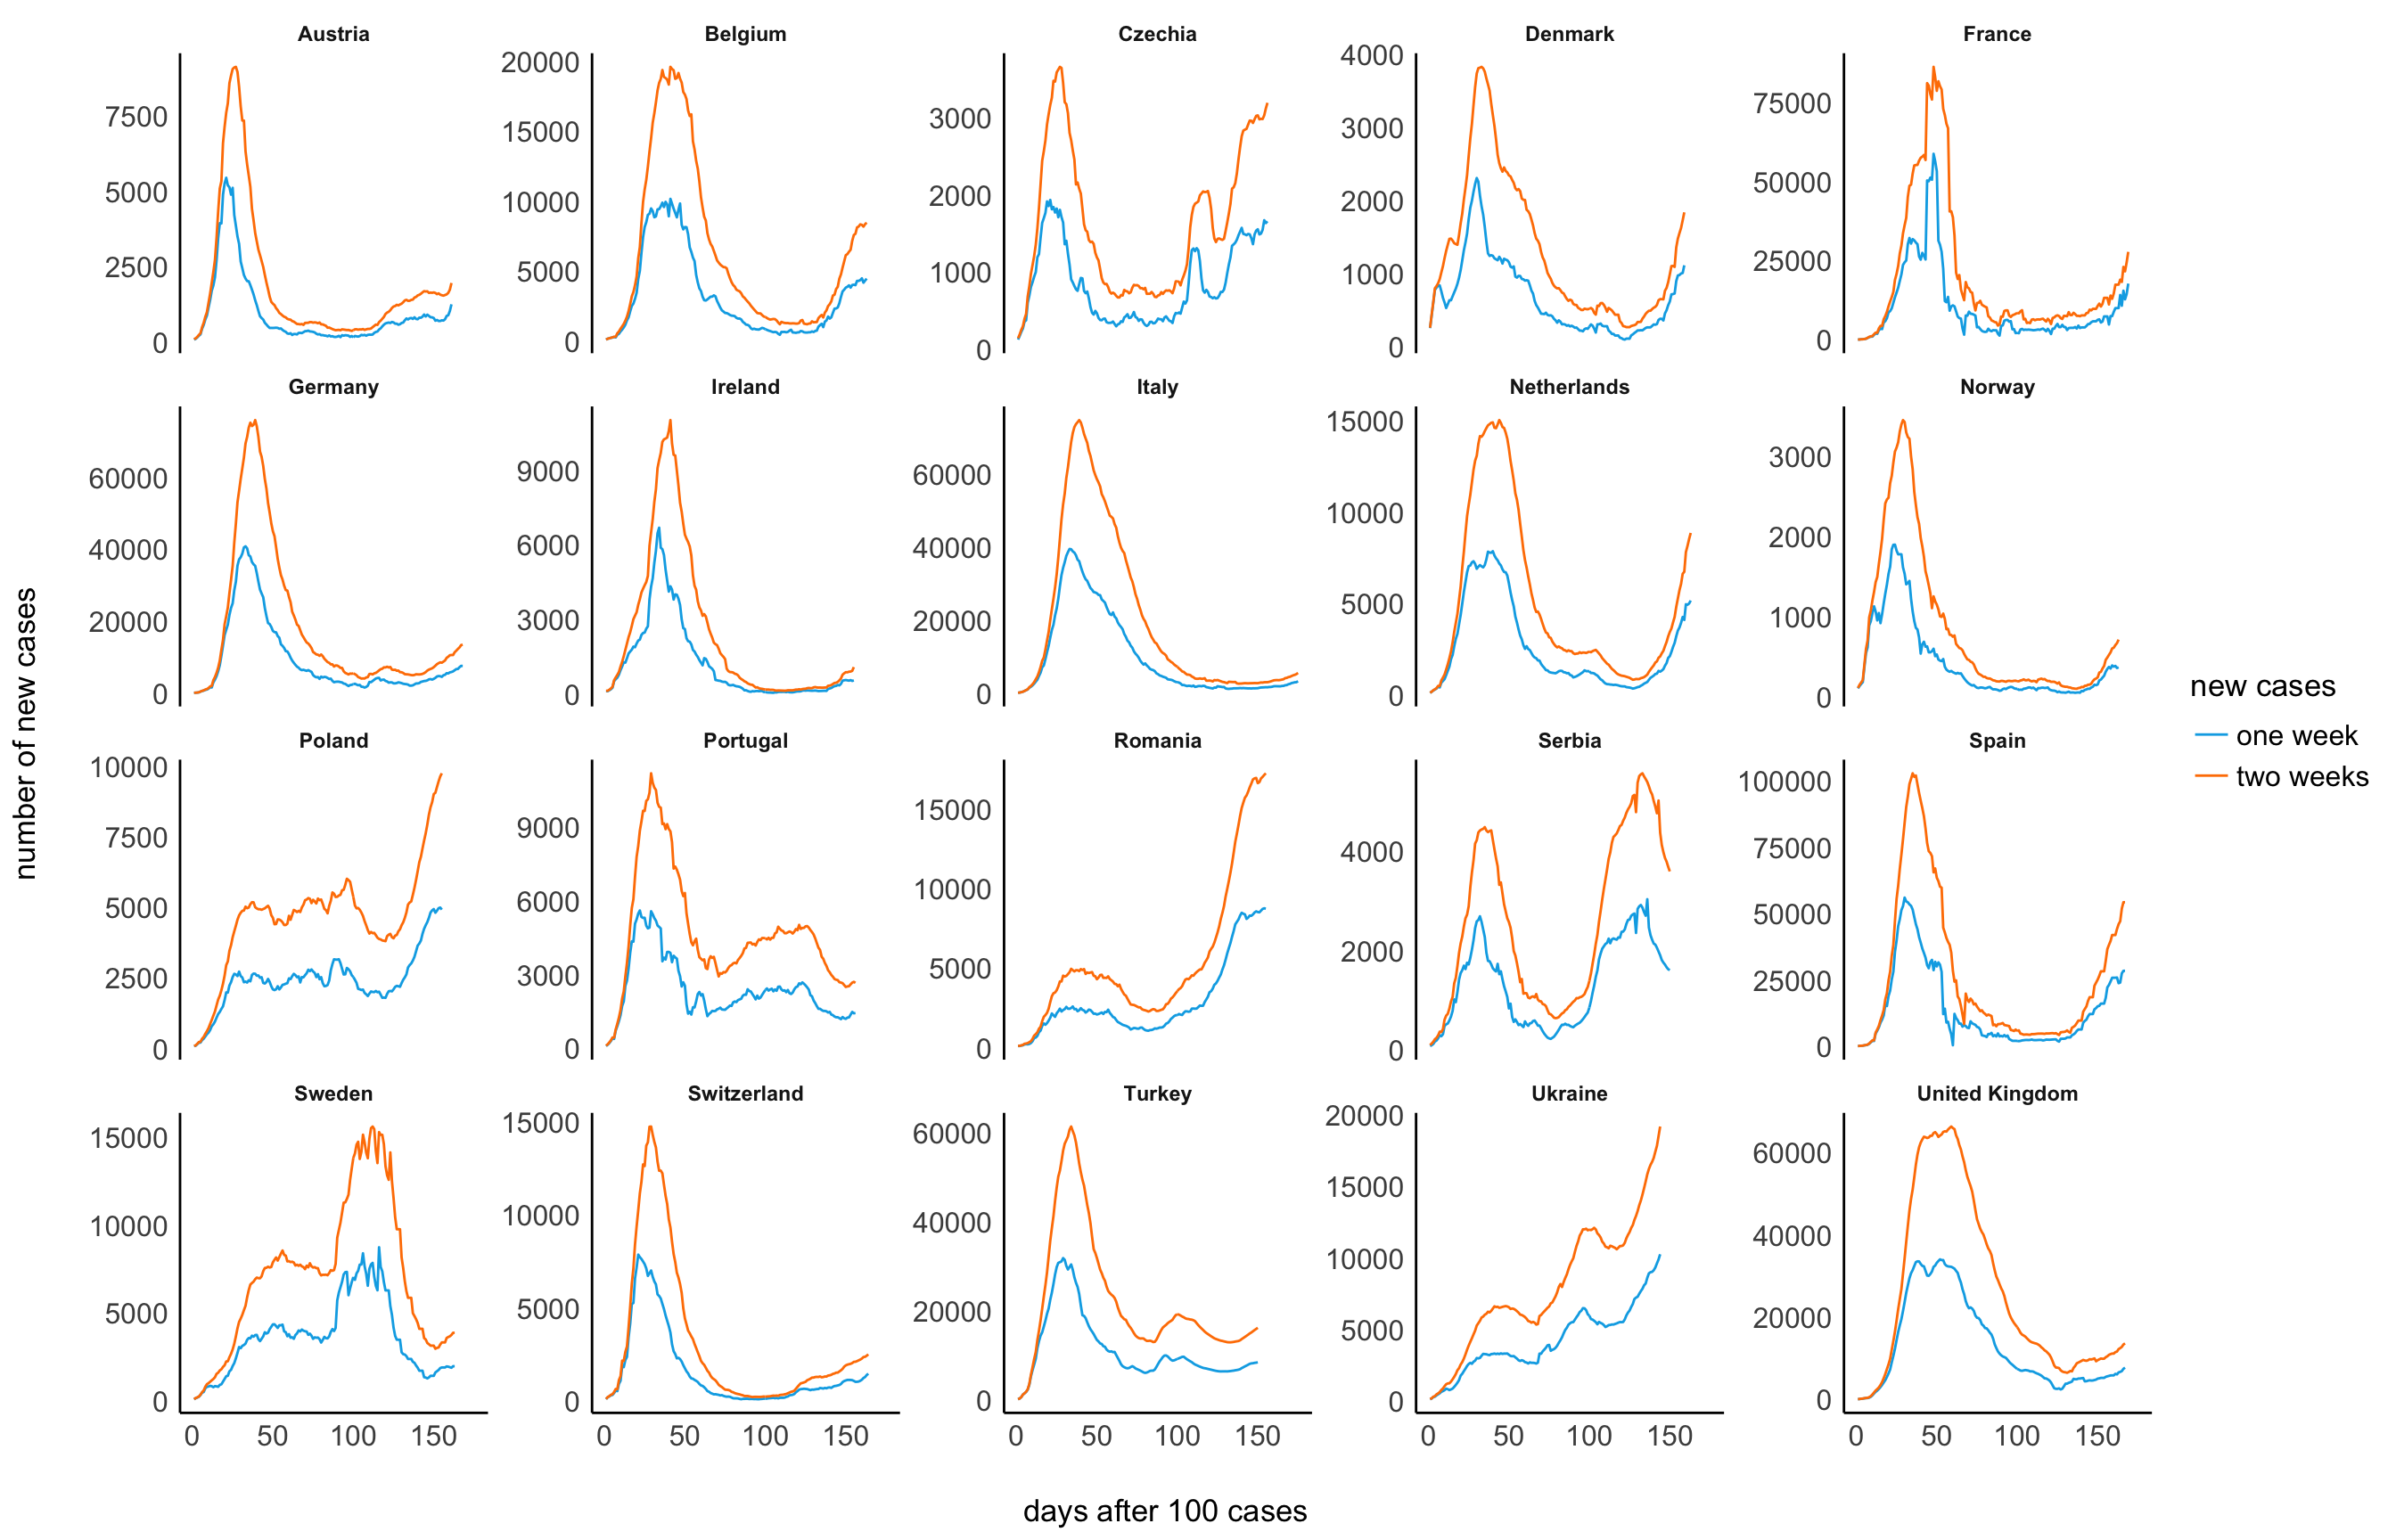 Austria
Belgium
Czechia
Denmark
France
7500
5000
2500
0
20000
15000
10000
5000
0
3000
2000
1000
0
4000
3000
2000
1000
0
75000
50000
25000
0
Germany
Ireland
Italy
Netherlands
Norway
60000
40000
20000
0
9000
6000
3000
0
60000
40000
20000
0
15000
10000
5000
0
3000
2000
1000
0
number of new cases
new cases
one week
two weeks
Poland
Portugal
Romania
Serbia
Spain
10000
7500
5000
2500
0
9000
6000
3000
0
15000
10000
5000
0
4000
2000
0
100000
75000
50000
25000
0
Sweden
Switzerland
Turkey
Ukraine
United Kingdom
15000
10000
5000
0
15000
10000
5000
0
60000
40000
20000
0
20000
15000
10000
5000
0
60000
40000
20000
0
0 50 100 150
0 50 100 150
0 50 100 150
0 50 100 150
0 50 100 150
days after 100 cases